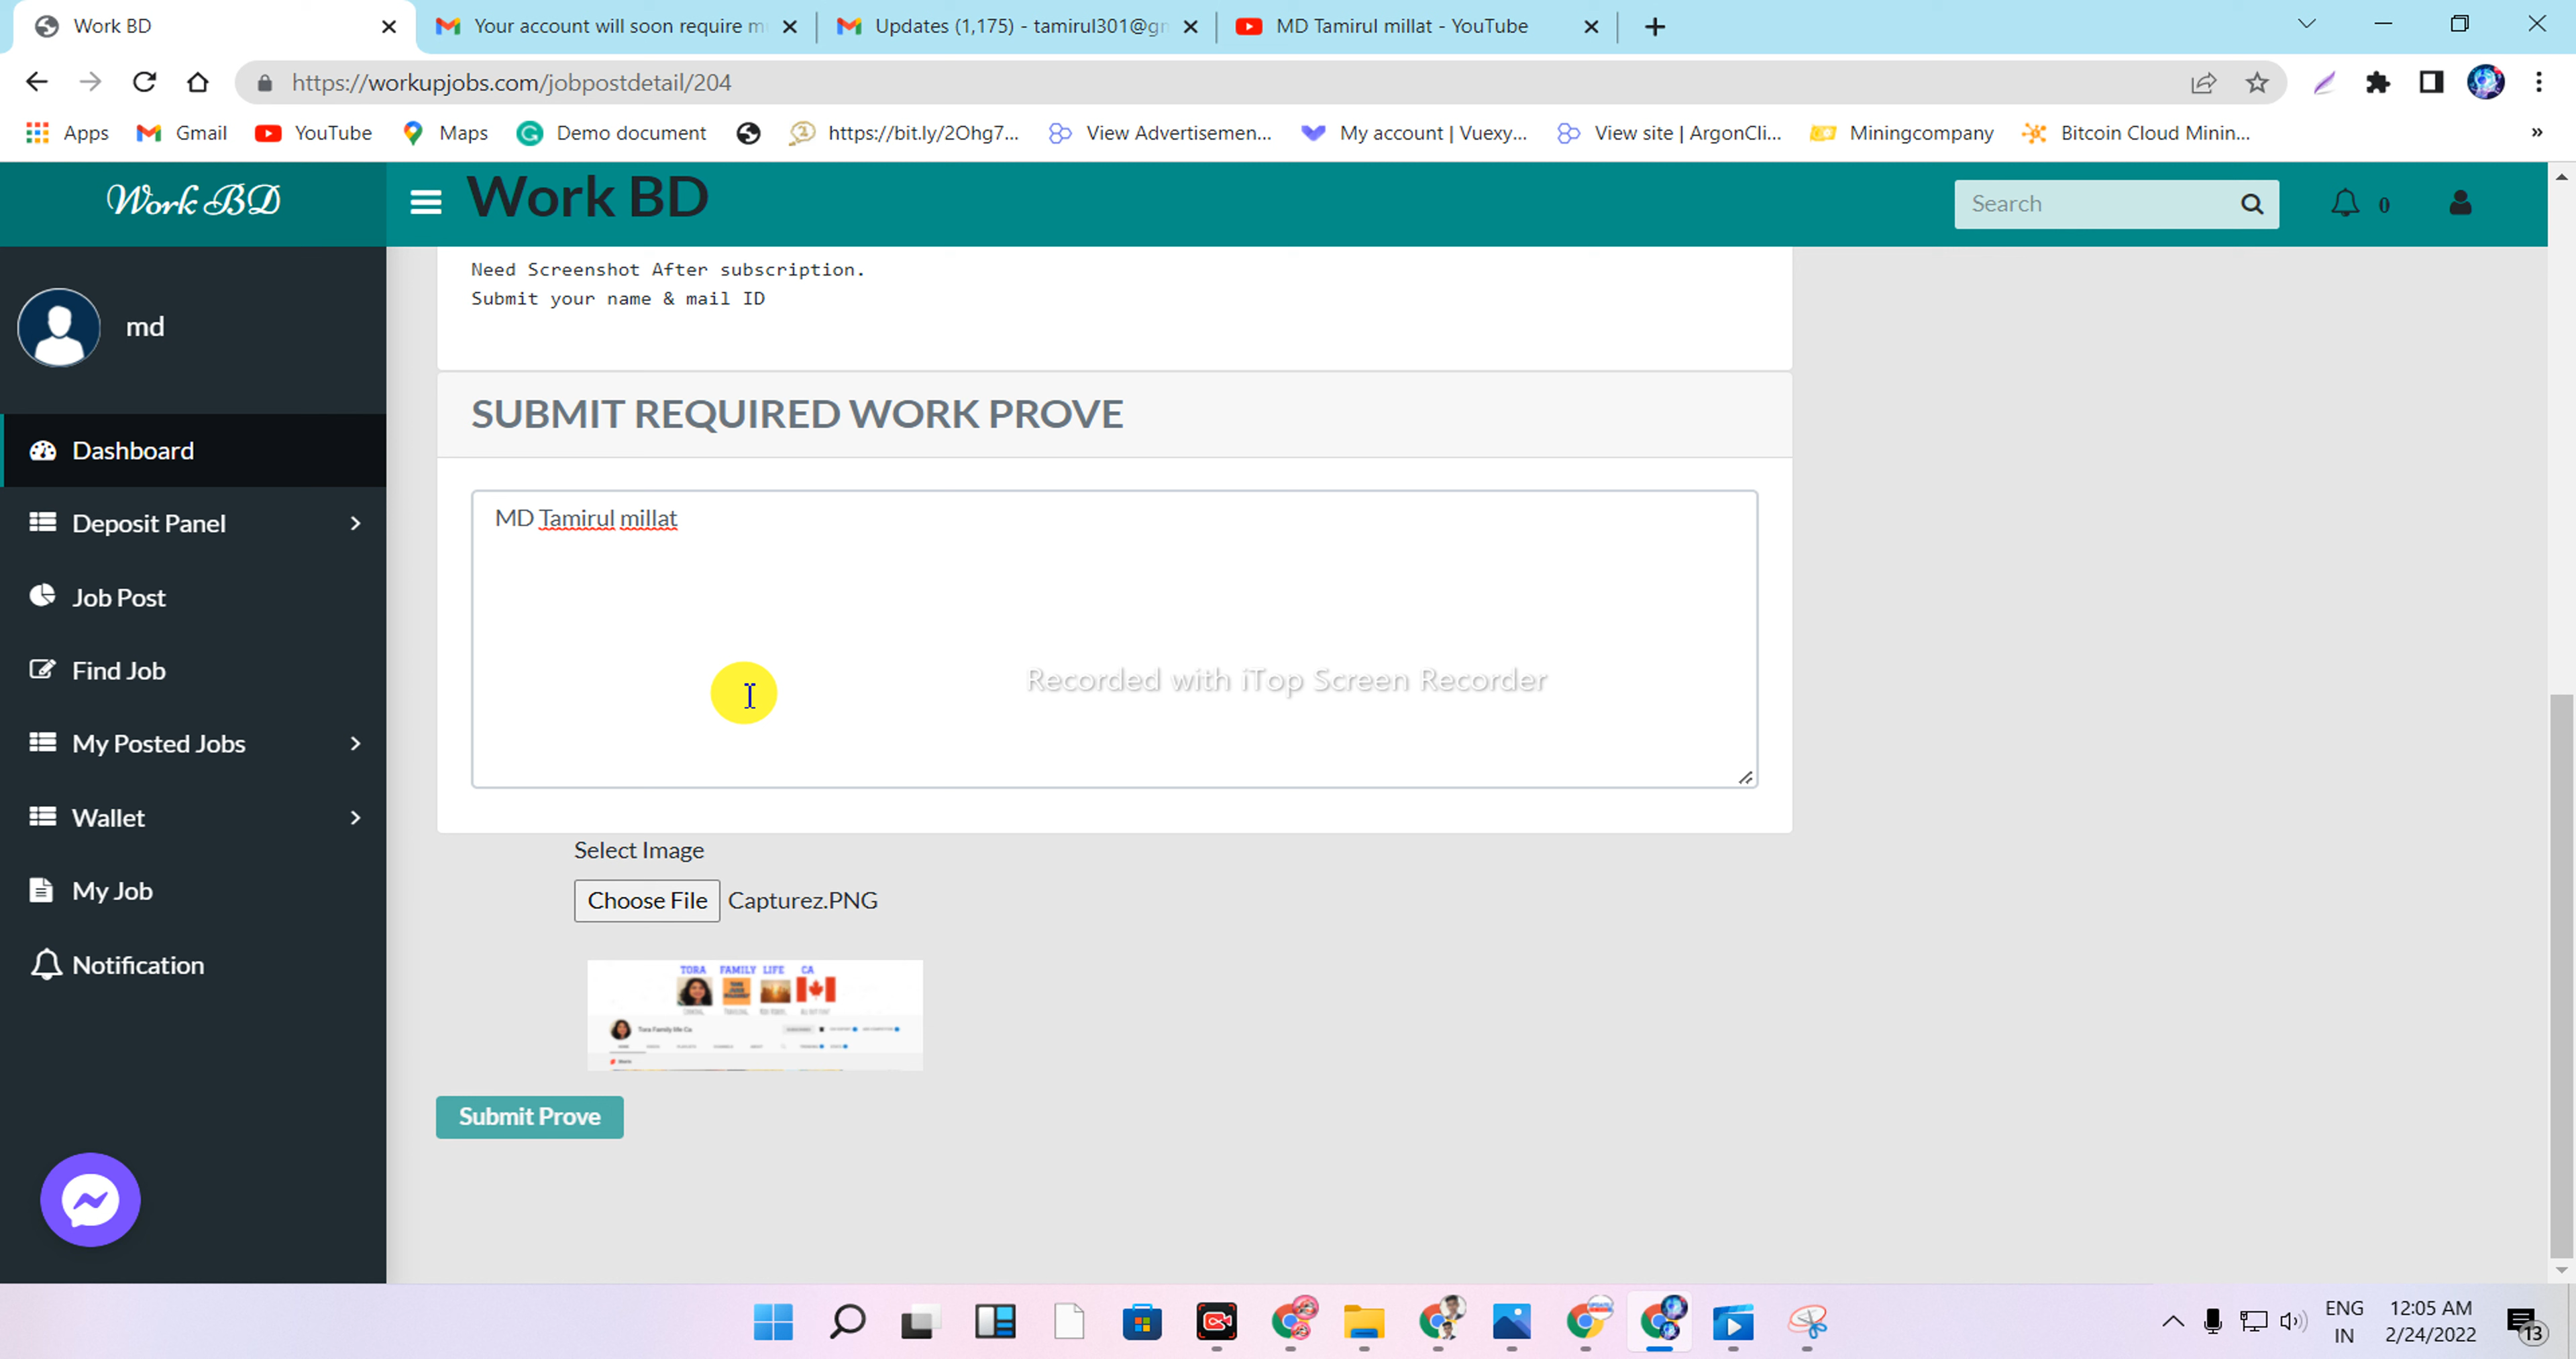 Work BD
Your account will soon require m
Updates (1,175) - tamirul301@gr
MD Tamirul millat - YouTube
https://workupjobs.com/jobpostdetail/204
Apps
Gmail
YouTube
Maps
Demo document
https://bit.ly/2Ohg7...
View Advertisemen...
My account | Vuexy...
View site | ArgonCli...
Miningcompany
Bitcoin Cloud Minin...
»
Work BD
Work BD
Search
0
md
Dashboard
Deposit Panel
Job Post
Find Job
My Posted Jobs
Wallet
My Job
Notification
Need Screenshot After subscription.
Submit your name & mail ID
SUBMIT REQUIRED WORK PROVE
MD Tamirul millat
Recorded with iTop Screen Recorder
Select Image
Choose File Capturez.PNG
TORA FAMILY LIFE CA
Tora Family Me Ca
Submit Prove
ENG
IN
12:05 AM
2/24/2022
13